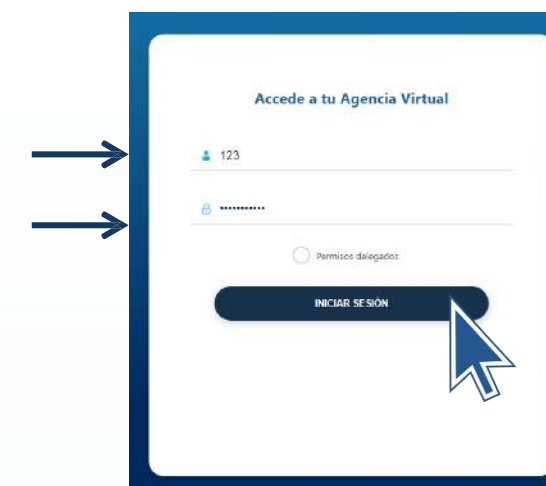 Accede a tu Agencia Virtual
123
•••••••••••
Permisos delegados
INICIAR SESIÓN